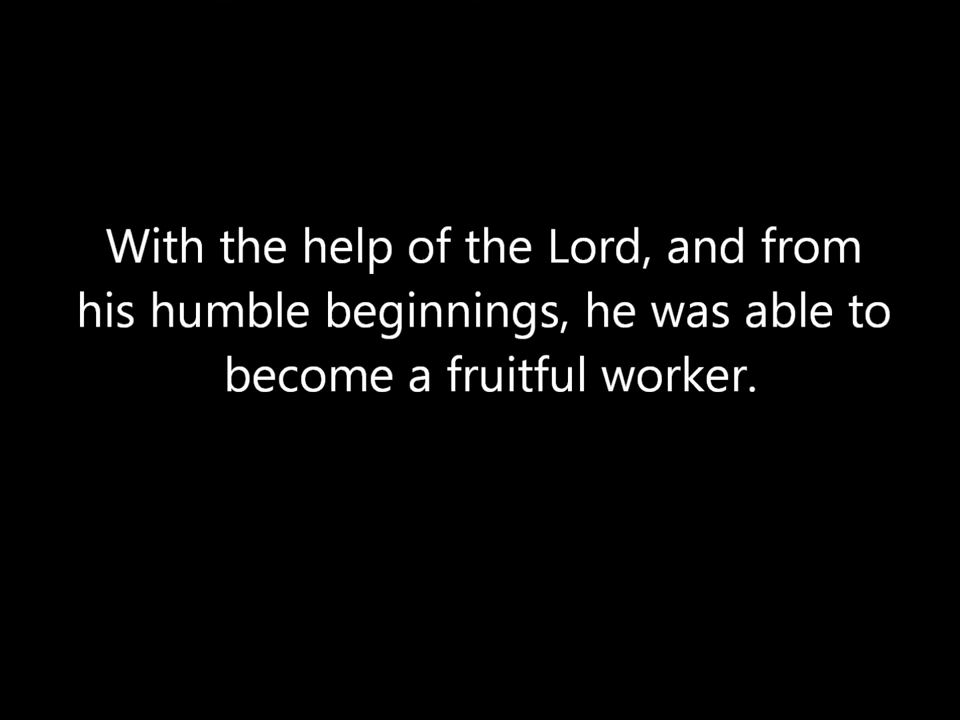 With the help of the Lord, and from
his humble beginnings, he was able to
become a fruitful worker.